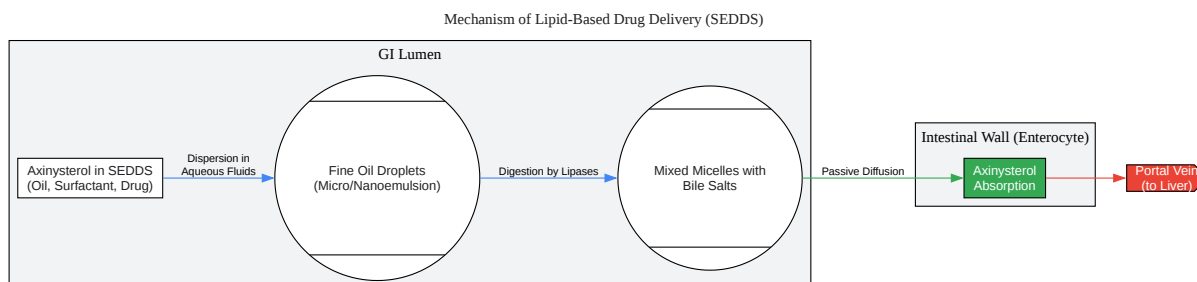 Mechanism of Lipid-Based Drug Delivery (SEDDS)
GI Lumen
Axinysterol in SEDDS
(Oil, Surfactant, Drug)
Dispersion in
Aqueous Fluids
Fine Oil Droplets
(Micro/Nanoemulsion)
Digestion by Lipases
Mixed Micelles with
Bile Salts
Passive Diffusion
Intestinal Wall (Enterocyte)
Axinysterol
Absorption
Portal Vein
(to Liver)